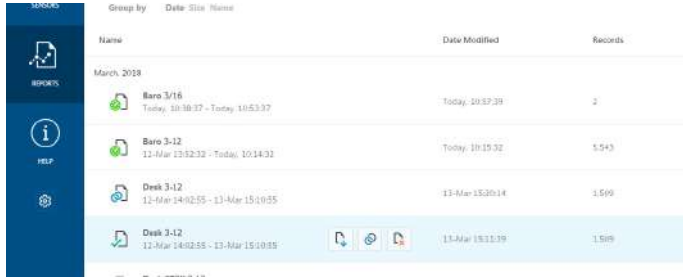 SENSORS
Group by Date Size Name
Name Date Modified Records
REPORTS
March, 2018
Baro 3/16
Today, 10:38:37 - Today, 10:53:37 Today, 10:57:39 2
Baro 3-12
12-Mar 13:52:32 - Today, 10:14:32 Today, 10:15:32 5,543
HELP
Desk 3-12
12-Mar 14:02:55 - 13-Mar 15:10:55 13-Mar 15:20:14 1,509
Desk 3-12
12-Mar 14:02:55 - 13-Mar 15:10:55 13-Mar 15:11:39 1,509